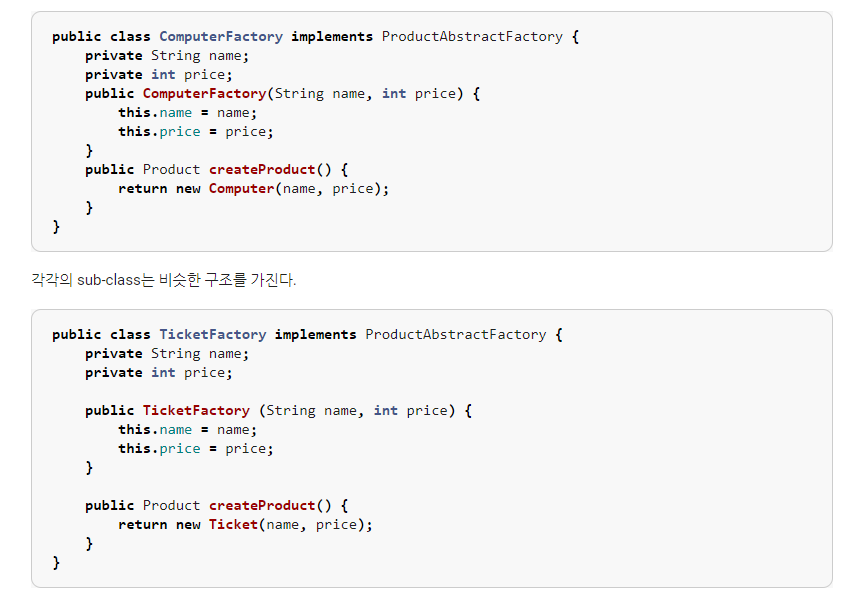 public class ComputerFactory implements ProductAbstractFactory {
    private String name;
    private int price;
    public ComputerFactory(String name, int price) {
        this.name = name;
        this.price = price;
    }
    public Product createProduct() {
        return new Computer(name, price);
    }
}
각각의 sub-class는 비슷한 구조를 가진다.
public class TicketFactory implements ProductAbstractFactory {
    private String name;
    private int price;
    public TicketFactory (String name, int price) {
        this.name = name;
        this.price = price;
    }
    public Product createProduct() {
        return new Ticket(name, price);
    }
}